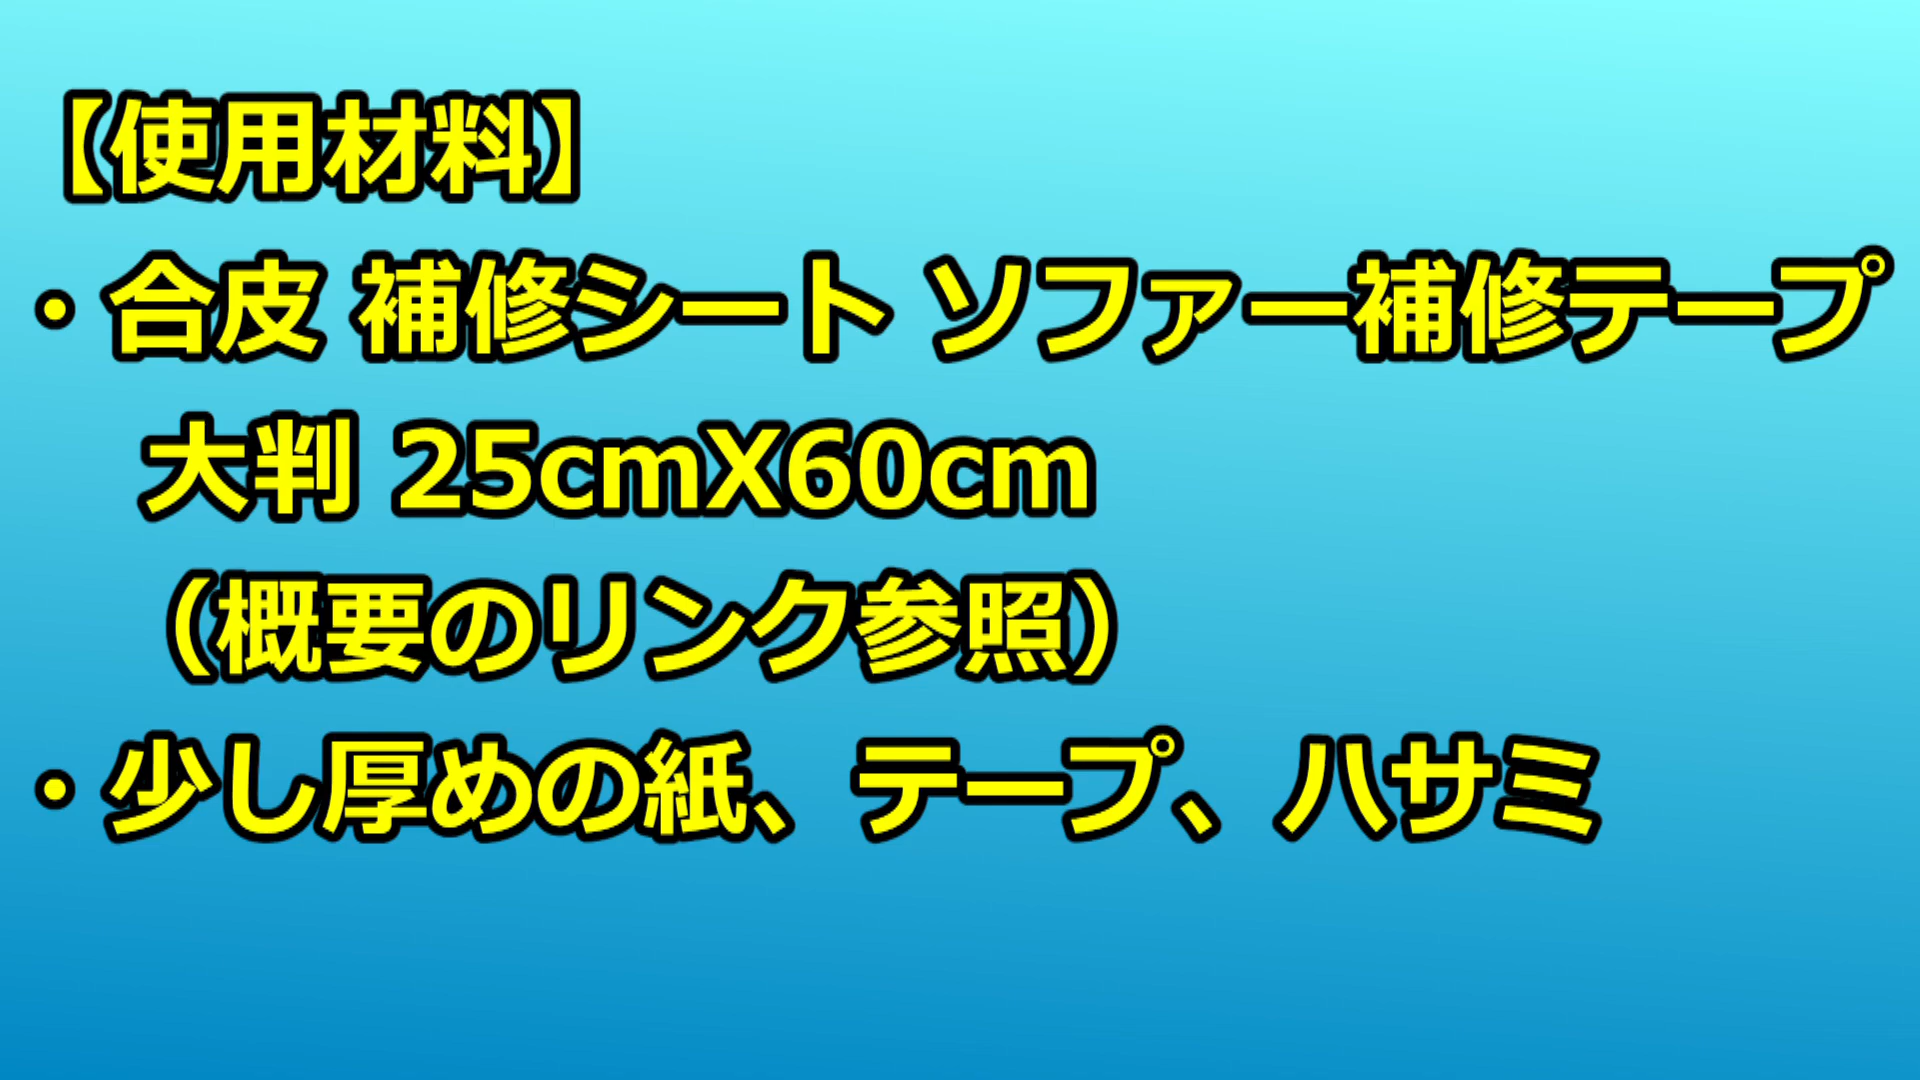 【使用材料】
・合皮 補修シート ソファー補修テープ
大判 25cmX60cm
（概要のリンク参照）
・少し厚めの紙、テープ、ハサミ